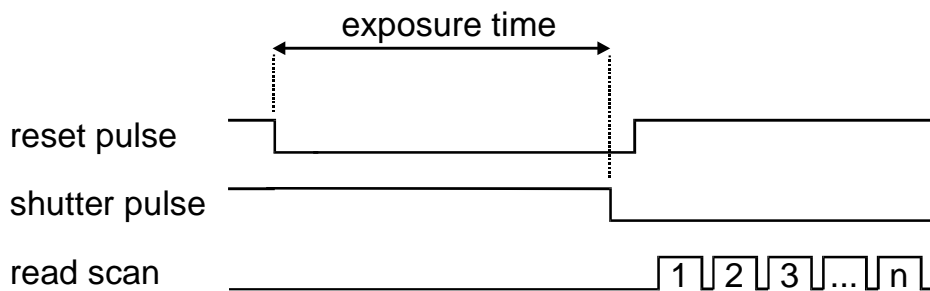 exposure time
reset pulse
shutter pulse
read scan 1 2 3 ... n